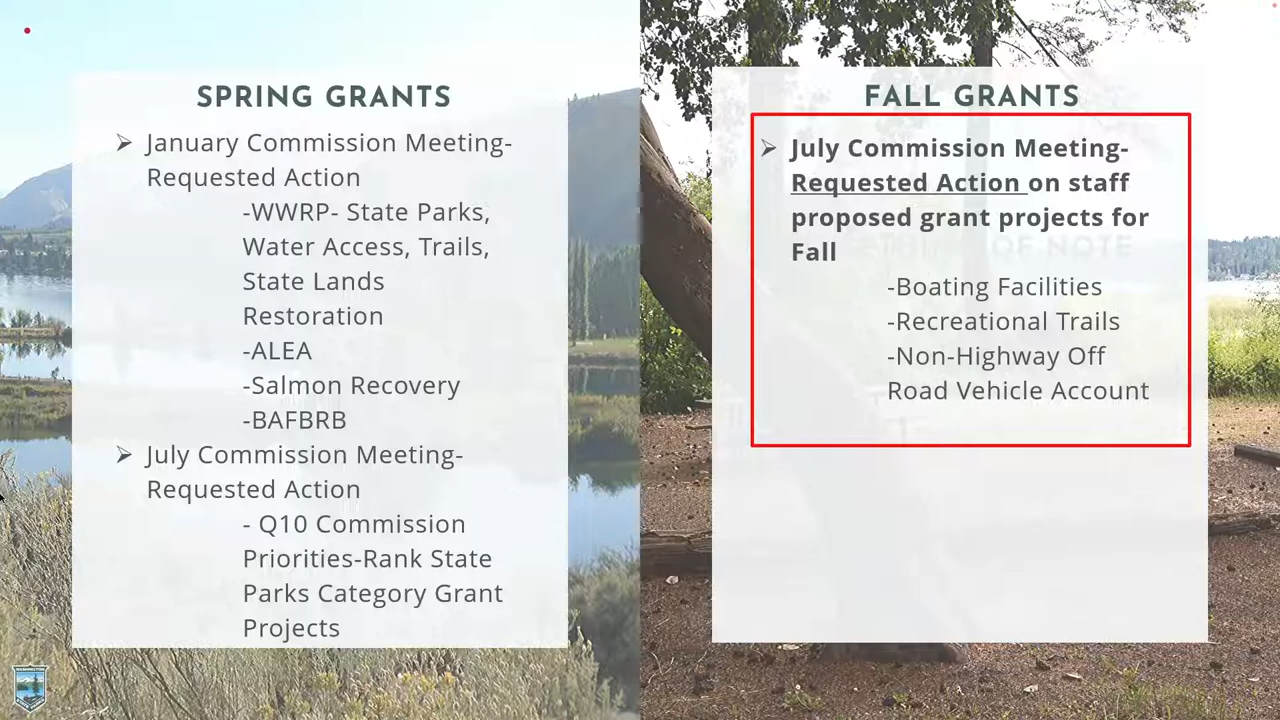 SPRING GRANTS
➢ January Commission Meeting-
Requested Action
-WWRP- State Parks,
Water Access, Trails,
State Lands
Restoration
-ALEA
-Salmon Recovery
-BAFBRB
➢ July Commission Meeting-
Requested Action
- Q10 Commission
Priorities-Rank State
Parks Category Grant
Projects
FALL GRANTS
➢ July Commission Meeting-
Requested Action on staff
proposed grant projects for
Fall
-Boating Facilities
-Recreational Trails
-Non-Highway Off
Road Vehicle Account
OF NOTE
WASHINGTON